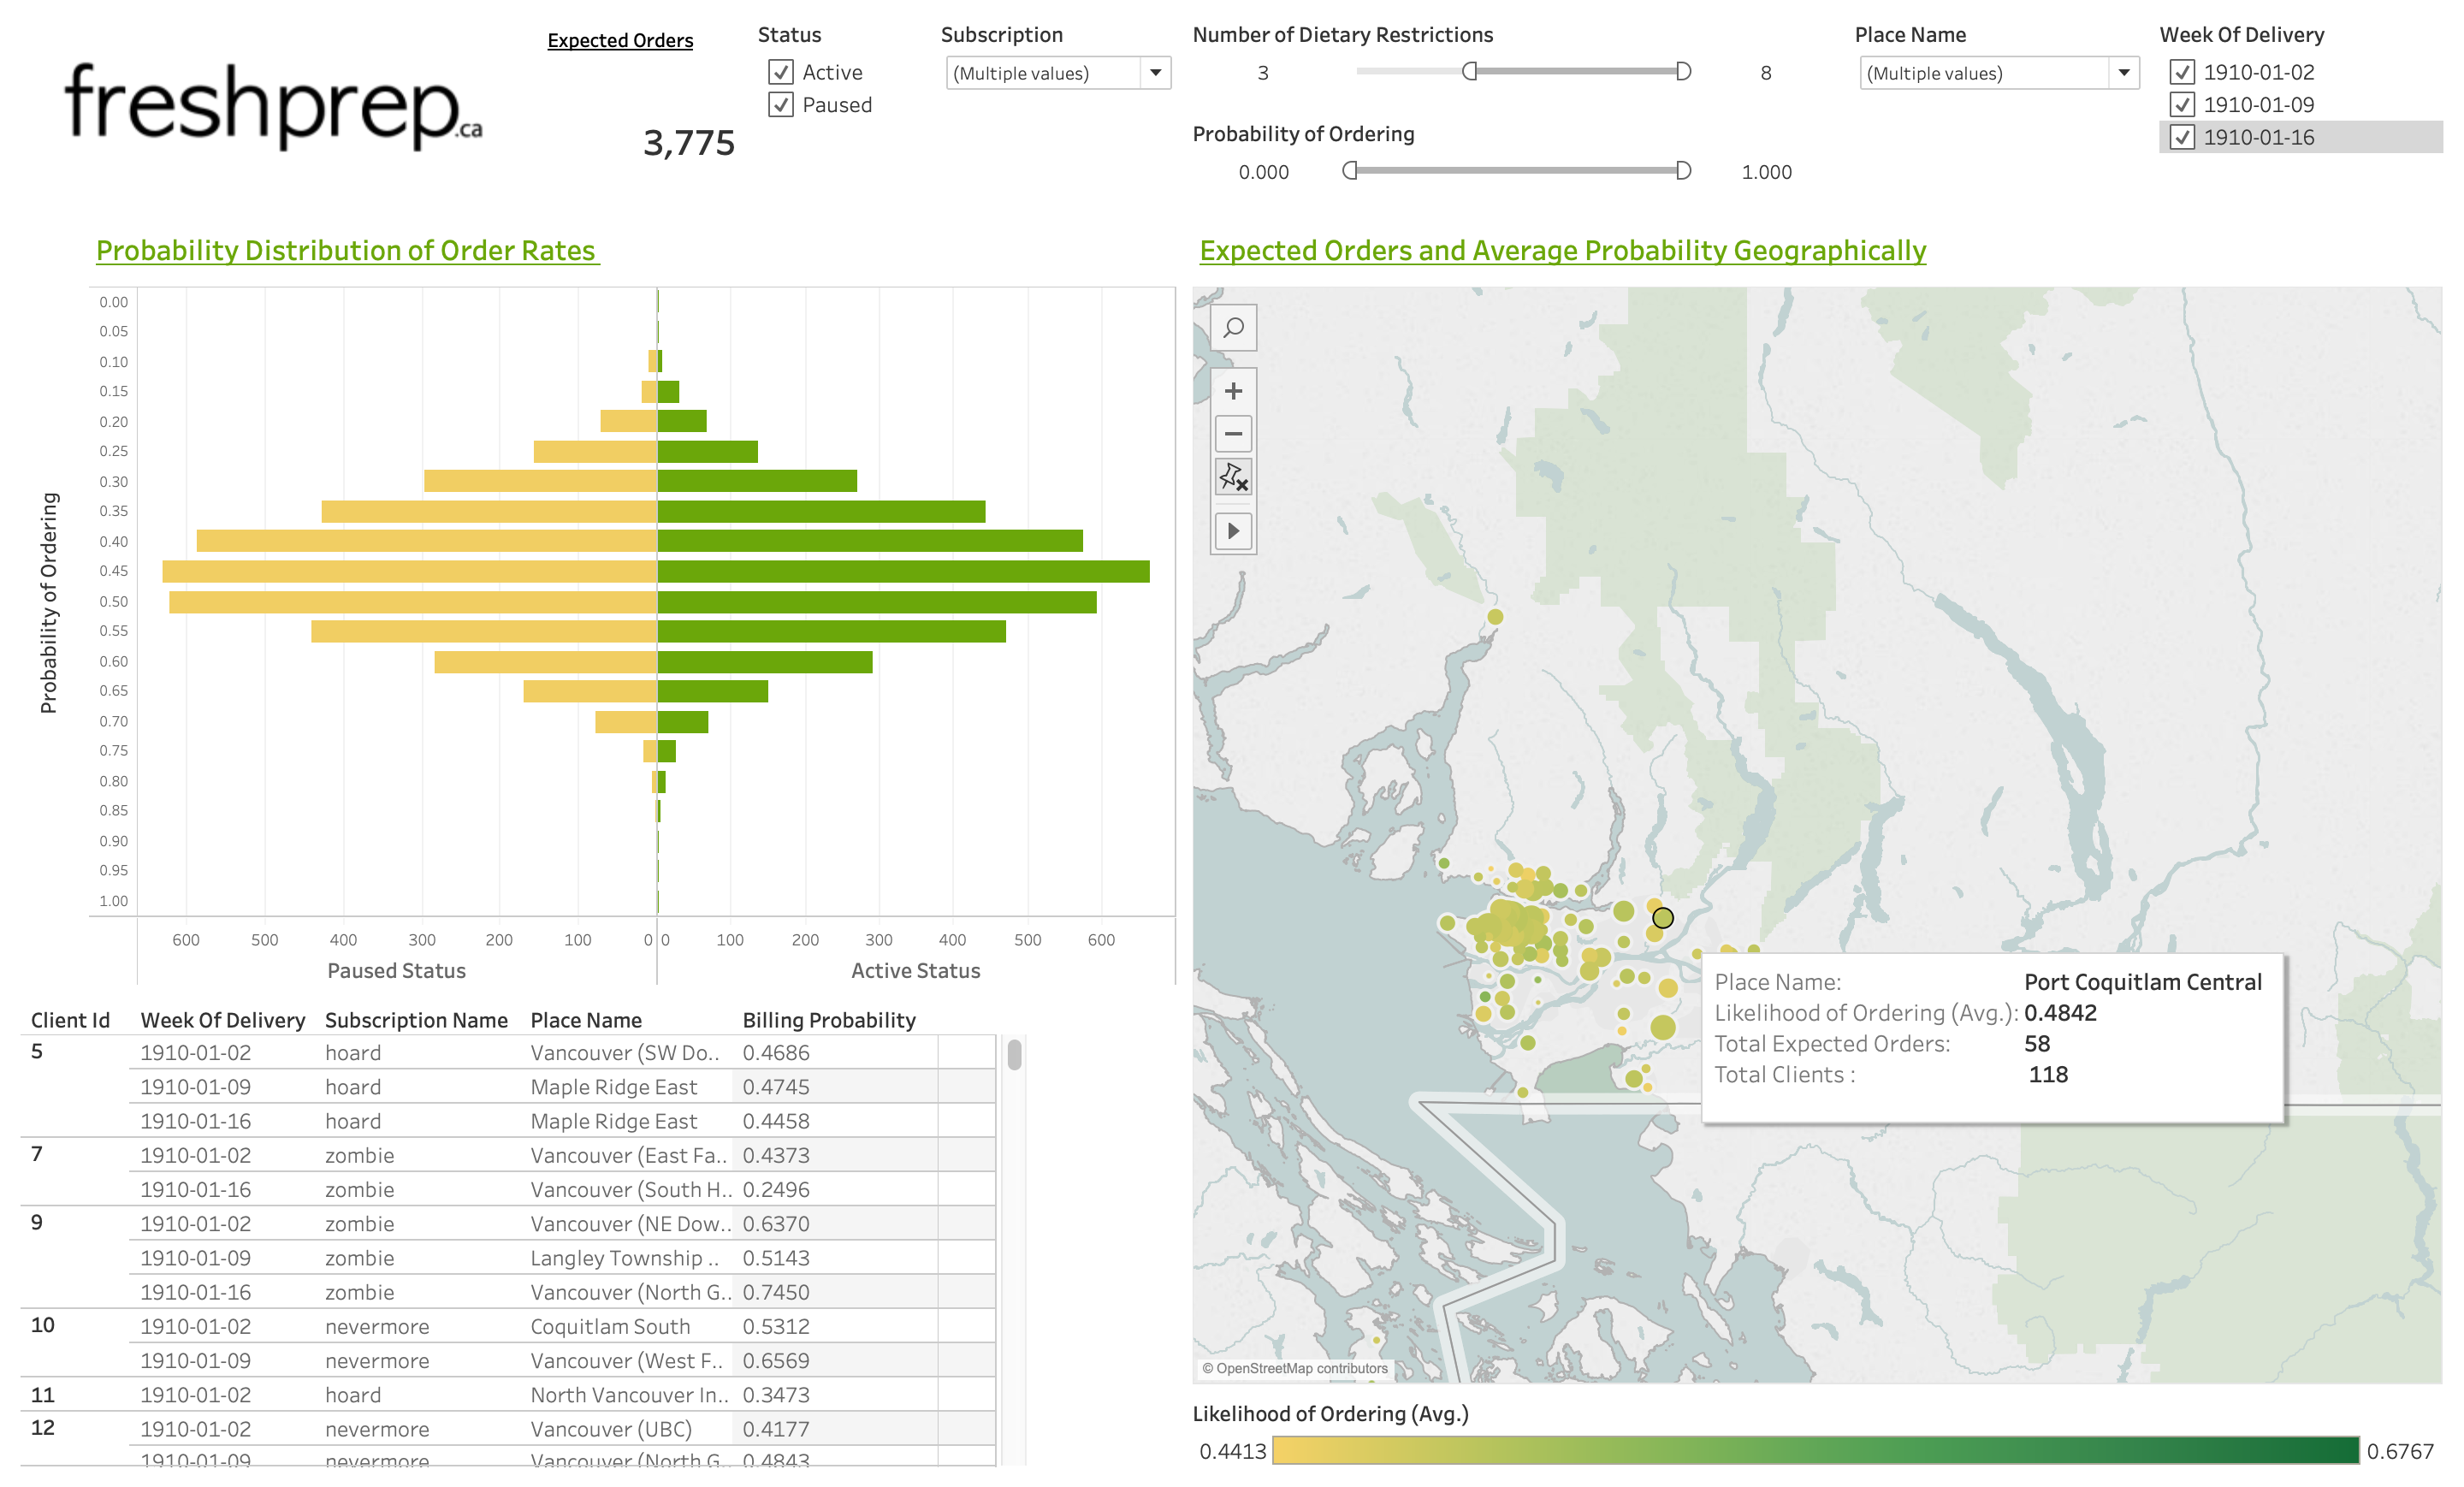 freshprep.ca
Expected Orders
3,775
Status
Active
Paused
Subscription
(Multiple values)
Number of Dietary Restrictions
3
8
Probability of Ordering
0.000
1.000
Place Name
(Multiple values)
Week Of Delivery
1910-01-02
1910-01-09
1910-01-16
Probability Distribution of Order Rates
Probability of Ordering
0.00
0.05
0.10
0.15
0.20
0.25
0.30
0.35
0.40
0.45
0.50
0.55
0.60
0.65
0.70
0.75
0.80
0.85
0.90
0.95
1.00
600 500 400 300 200 100 0 0 100 200 300 400 500 600
Paused Status Active Status
Client Id Week Of Delivery Subscription Name Place Name Billing Probability
5 1910-01-02 hoard Vancouver (SW Do.. 0.4686
1910-01-09 hoard Maple Ridge East 0.4745
1910-01-16 hoard Maple Ridge East 0.4458
7 1910-01-02 zombie Vancouver (East Fa.. 0.4373
1910-01-16 zombie Vancouver (South H.. 0.2496
9 1910-01-02 zombie Vancouver (NE Dow.. 0.6370
1910-01-09 zombie Langley Township .. 0.5143
1910-01-16 zombie Vancouver (North G.. 0.7450
10 1910-01-02 nevermore Coquitlam South 0.5312
1910-01-09 nevermore Vancouver (West F.. 0.6569
11 1910-01-02 hoard North Vancouver In.. 0.3473
12 1910-01-02 nevermore Vancouver (UBC) 0.4177
1910-01-09 nevermore Vancouver (North G.. 0.4843
Expected Orders and Average Probability Geographically
Place Name: Port Coquitlam Central
Likelihood of Ordering (Avg.): 0.4842
Total Expected Orders: 58
Total Clients : 118
© OpenStreetMap contributors
Likelihood of Ordering (Avg.)
0.4413 0.6767